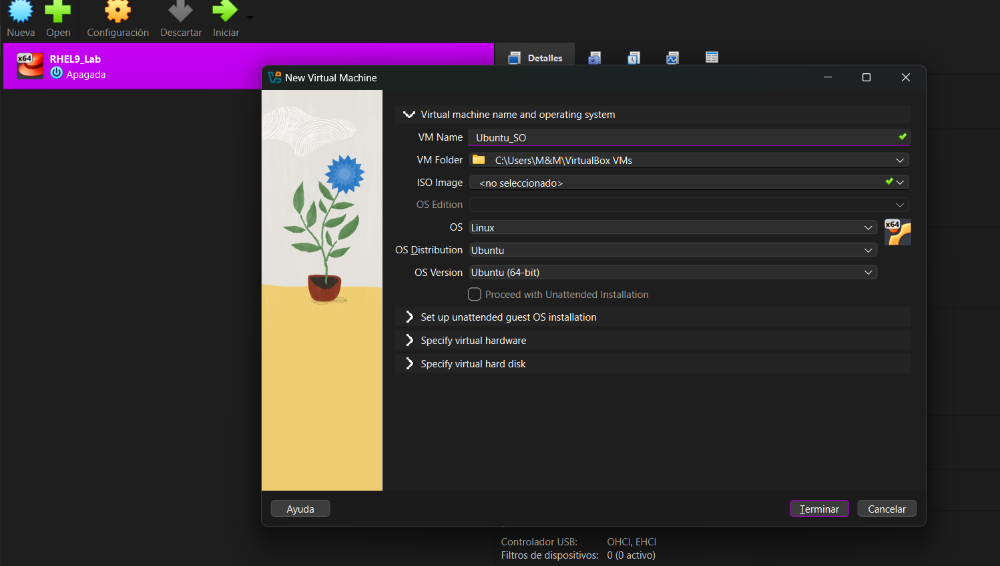 Nueva Open Configuración Descartar Iniciar
x64 RHEL9_Lab
Apagada
Detalles
New Virtual Machine
Virtual machine name and operating system
VM Name Ubuntu_SO
VM Folder C:\Users\M&M\VirtualBox VMs
ISO Image <no seleccionado>
OS Edition
OS Linux
x64
OS Distribution Ubuntu
OS Version Ubuntu (64-bit)
Proceed with Unattended Installation
Set up unattended guest OS installation
Specify virtual hardware
Specify virtual hard disk
Ayuda Terminar Cancelar
Controlador USB: OHCI, EHCI
Filtros de dispositivos: 0 (0 activo)